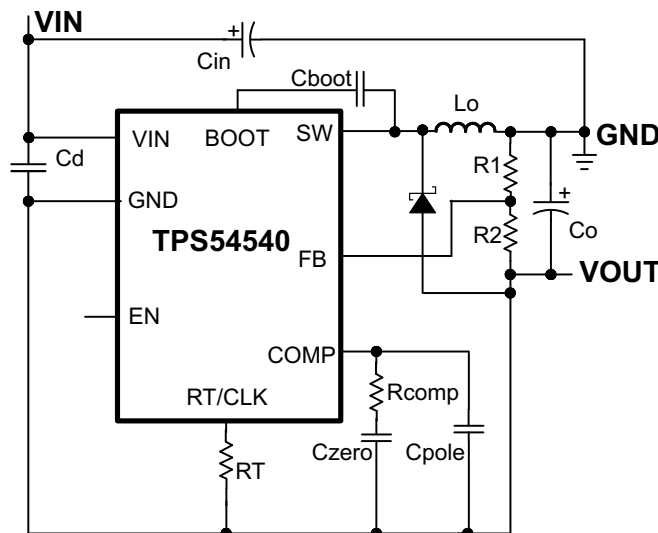 VIN
+
Cin
Cboot
Lo
VIN
BOOT
SW
GND
Cd
R1
GND
+
TPS54540
R2
Co
FB
VOUT
EN
COMP
RT/CLK
Rcomp
RT
Czero
Cpole